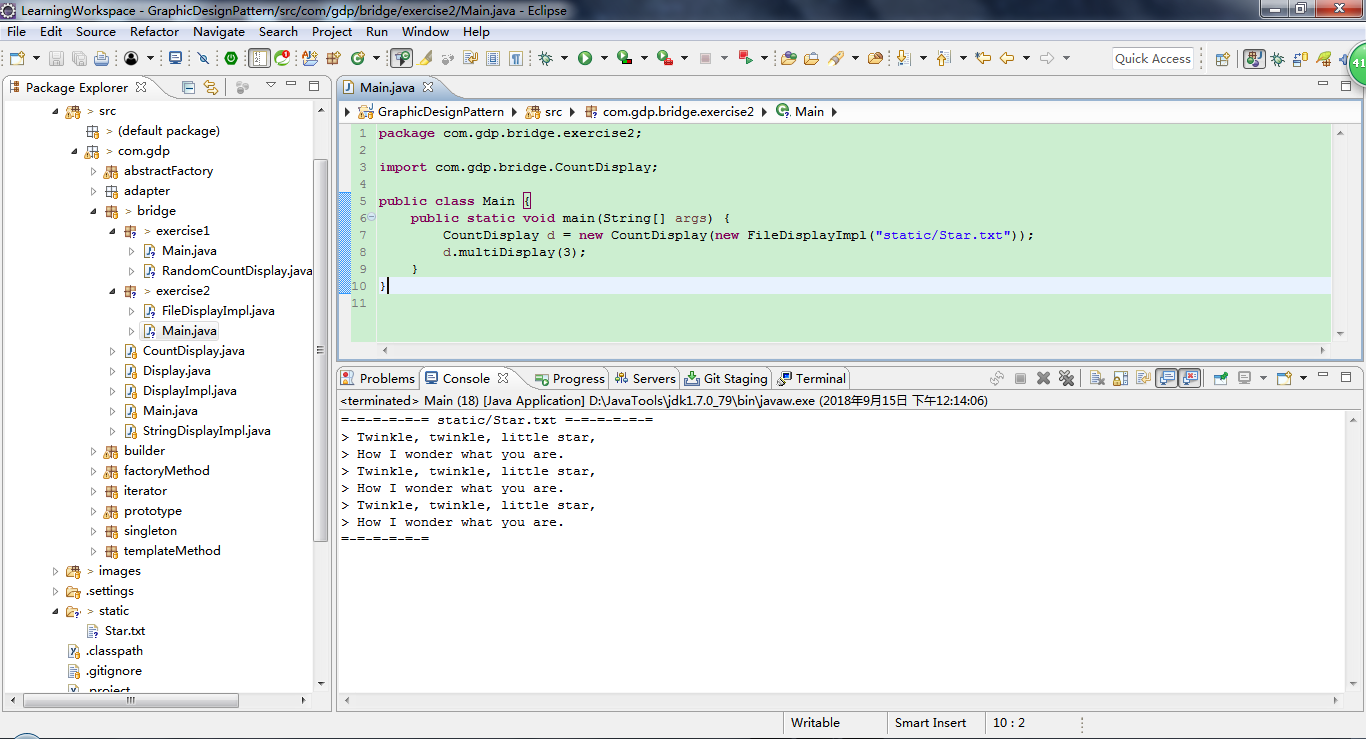 LearningWorkspace - GraphicDesignPattern/src/com/gdp/bridge/exercise2/Main.java - Eclipse
File Edit Source Refactor Navigate Search Project Run Window Help
Quick Access
41
Package Explorer
> src
> (default package)
> com.gdp
abstractFactory
adapter
> bridge
> exercise1
Main.java
RandomCountDisplay.java
> exercise2
FileDisplayImpl.java
Main.java
CountDisplay.java
Display.java
DisplayImpl.java
Main.java
StringDisplayImpl.java
builder
factoryMethod
iterator
prototype
singleton
templateMethod
> images
.settings
> static
Star.txt
.classpath
.gitignore
.project
Main.java
GraphicDesignPattern src com.gdp.bridge.exercise2 Main
1 package com.gdp.bridge.exercise2;
2
3 import com.gdp.bridge.CountDisplay;
4
5 public class Main {
6 public static void main(String[] args) {
7 CountDisplay d = new CountDisplay(new FileDisplayImpl("static/Star.txt"));
8 d.multiDisplay(3);
9 }
10 }
11
Problems Console Progress Servers Git Staging Terminal
<terminated> Main (18) [Java Application] D:\JavaTools\jdk1.7.0_79\bin\javaw.exe (2018年9月15日 下午12:14:06)
=-=-=-=-=-= static/Star.txt =-=-=-=-=-=
> Twinkle, twinkle, little star,
> How I wonder what you are.
> Twinkle, twinkle, little star,
> How I wonder what you are.
> Twinkle, twinkle, little star,
> How I wonder what you are.
=-=-=-=-=-=
Writable Smart Insert 10 : 2